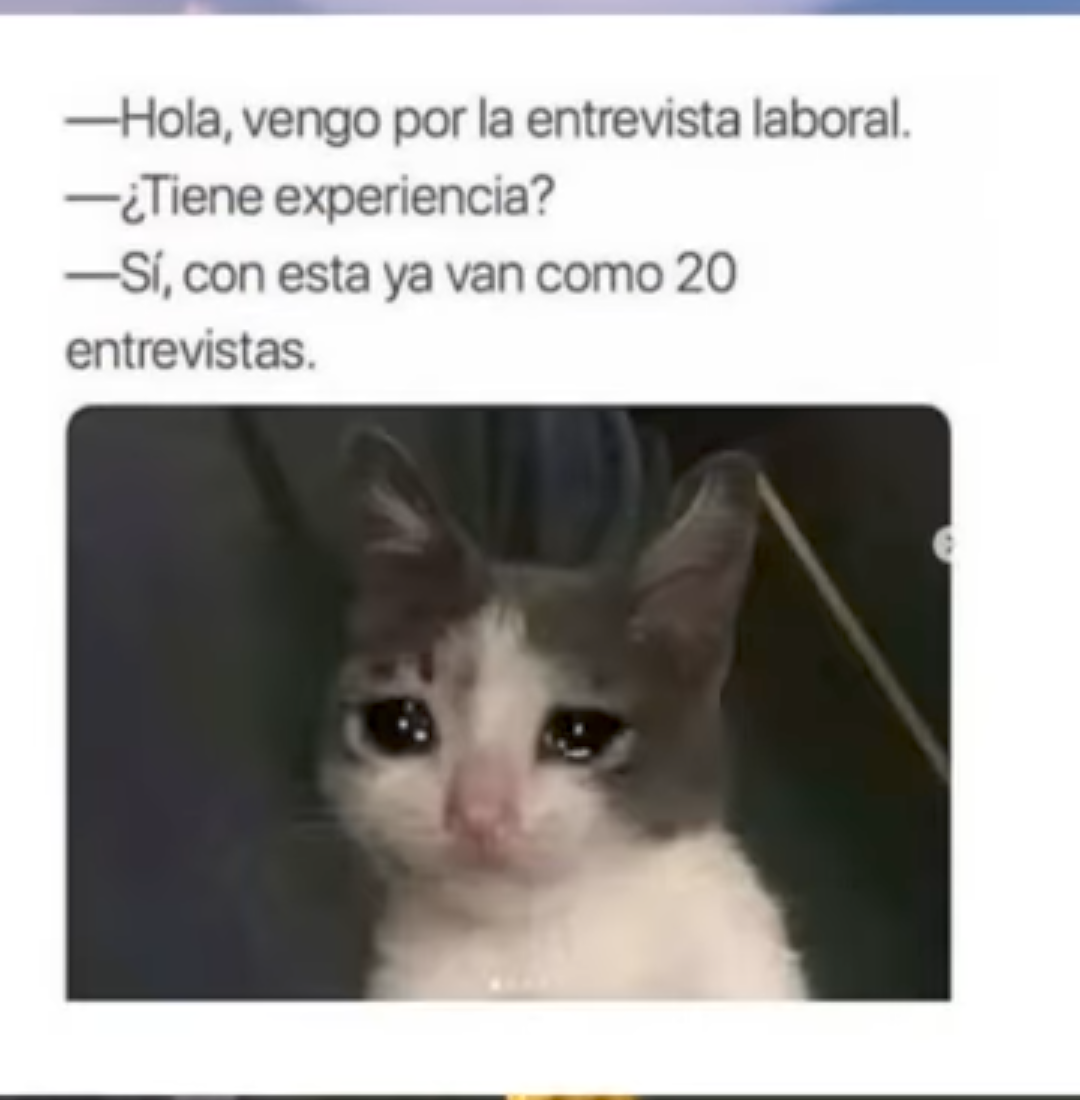 —Hola, vengo por la entrevista laboral.
—¿Tiene experiencia?
—Sí, con esta ya van como 20
entrevistas.